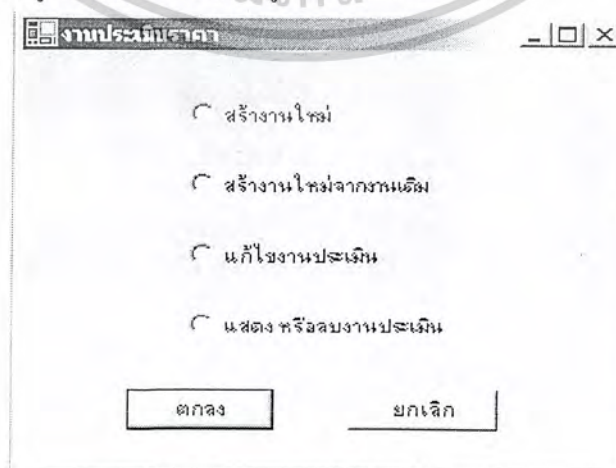 งานประเมินราคา
สร้างานใหม่
สร้างานใหม่จากงานเดิม
แก้ไขงานประเมิน
แสดง หรือลบงานประเมิน
ตกลง
ยกเลิก